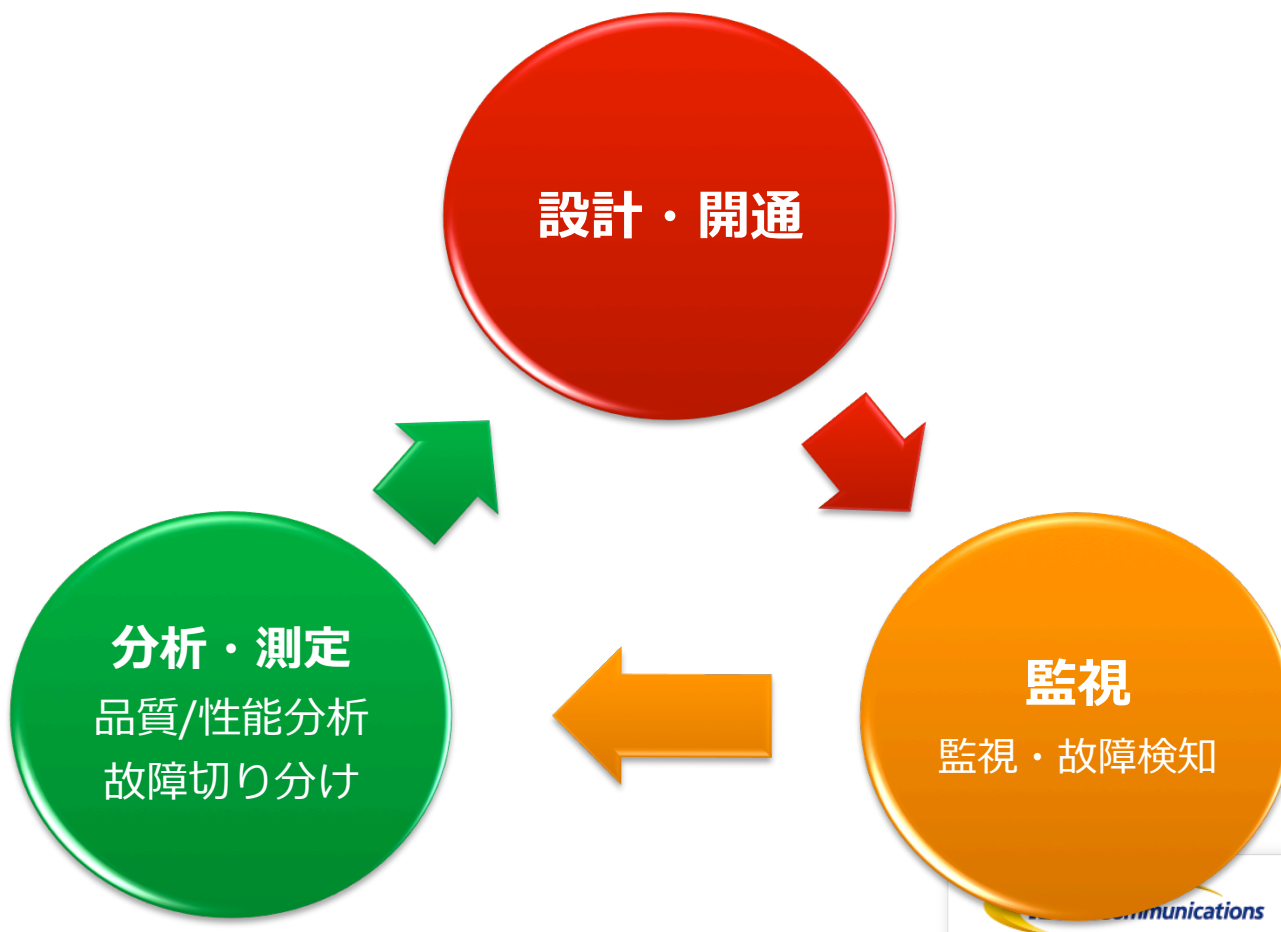 設計・開通
分析・測定
品質/性能分析
故障切り分け
監視
監視・故障検知